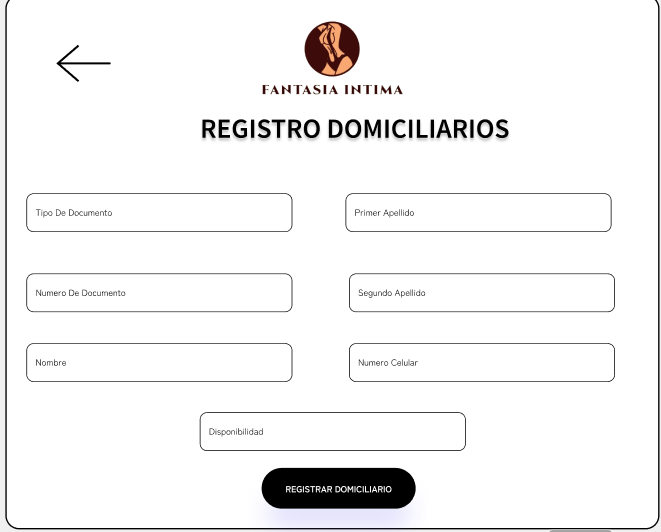 FANTASIA INTIMA
REGISTRO DOMICILIARIOS
Tipo De Documento
Primer Apellido
Numero De Documento
Segundo Apellido
Nombre
Numero Celular
Disponibilidad
REGISTRAR DOMICILIARIO